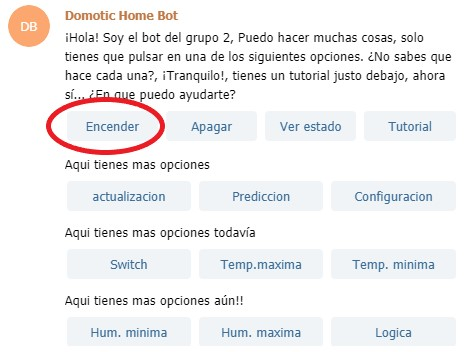 DB
Domotic Home Bot
¡Hola! Soy el bot del grupo 2, Puedo hacer muchas cosas, solo
tienes que pulsar en una de los siguientes opciones. ¿No sabes que
hace cada una?, ¡Tranquilo!, tienes un tutorial justo debajo, ahora
sí... ¿En que puedo ayudarte?
Encender Apagar Ver estado Tutorial
Aqui tienes mas opciones
actualizacion Prediccion Configuracion
Aqui tienes mas opciones todavía
Switch Temp.maxima Temp. minima
Aqui tienes mas opciones aún!!
Hum. minima Hum. maxima Logica